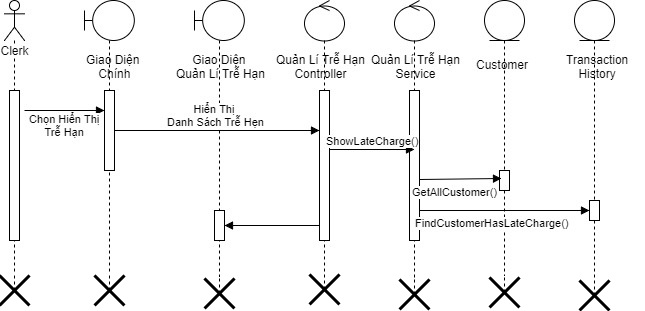 Clerk
Giao Diện
Chính
Giao Diện
Quản Lí Trễ Hạn
Quản Lí Trễ Hạn
Controller
Quản Lí Trễ Hạn
Service
Customer
Transaction
History
Chọn Hiển Thị
Trễ Hạn
Hiển Thị
Danh Sách Trễ Hẹn
ShowLateCharge()
GetAllCustomer()
FindCustomerHasLateCharge()